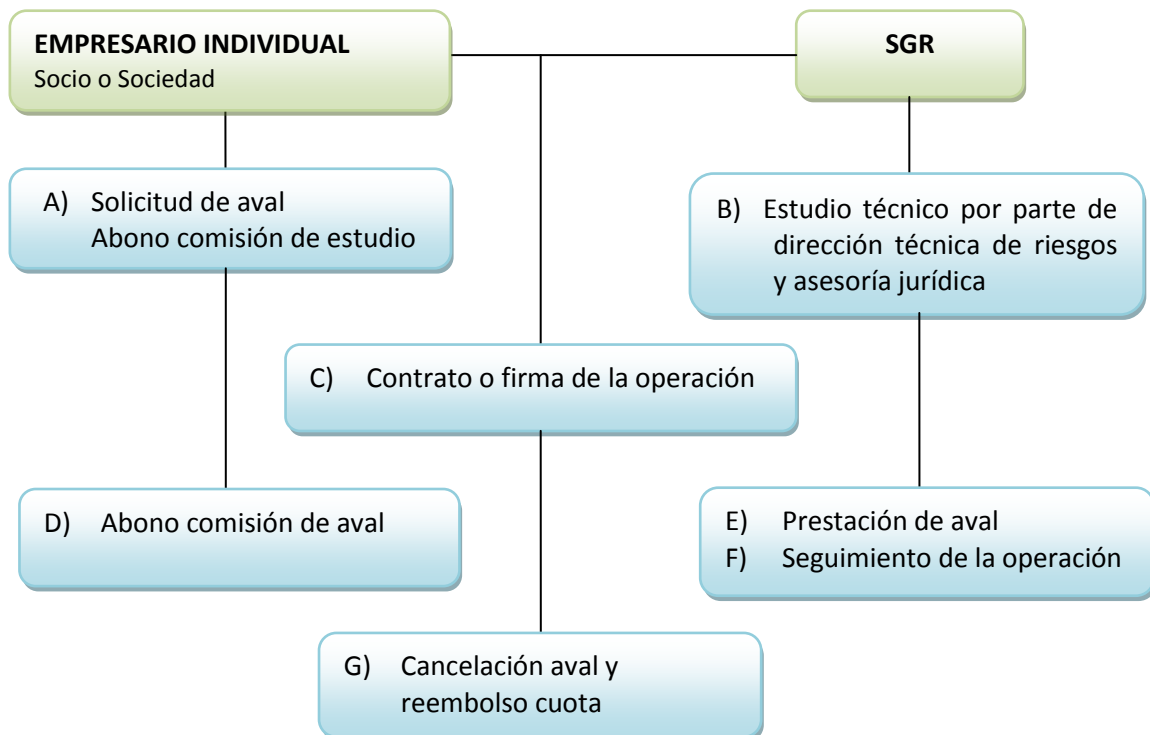 EMPRESARIO INDIVIDUAL
Socio o Sociedad
SGR
A) Solicitud de aval
Abono comisión de estudio
B) Estudio técnico por parte de
dirección técnica de riesgos
y asesoría jurídica
C) Contrato o firma de la operación
D) Abono comisión de aval
E) Prestación de aval
F) Seguimiento de la operación
G) Cancelación aval y
reembolso cuota